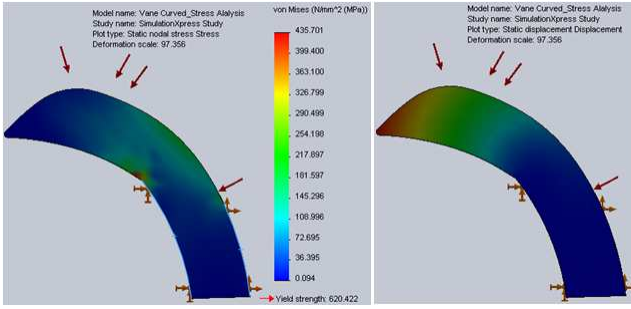 Model name: Vane Curved_Stress Alalysis
Study name: SimulationXpress Study
Plot type: Static nodal stress Stress
Deformation scale: 97.356
von Mises (N/mm^2 (MPa))
435.701
399.400
363.100
326.799
290.499
254.198
217.897
181.597
145.296
108.996
72.695
36.395
0.094
Yield strength: 620.422
Model name: Vane Curved_Stress Alalysis
Study name: SimulationXpress Study
Plot type: Static displacement Displacement
Deformation scale: 97.356